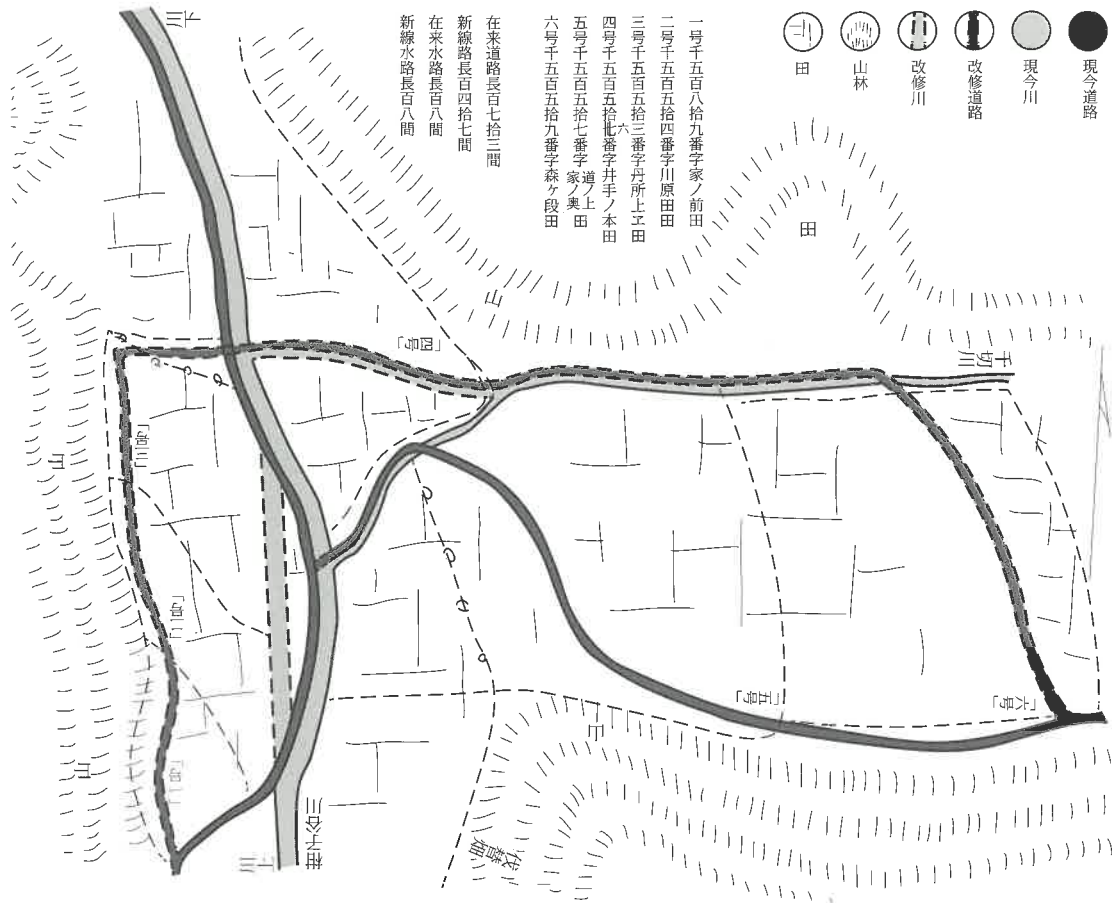 現今道路
現今川
改修道路
改修川
山林
田
一号千五百八拾九番字家ノ前田
二号千五百五拾四番字川原田田
三号千五百五拾三番字丹所上ヱ田
四号千五百五拾七六番字井手ノ本田
五号千五百五拾七番字道ノ上家ノ奥田
六号千五百五拾九番字森ヶ段田
在来道路長百七拾三間
新線路長百四拾七間
在来水路長百八間
新線水路長百八間
田
千切川
山
「四号」
「三号」
山
「二号」
「一号」
山
「五号」
「六号」
山
柑子谷川